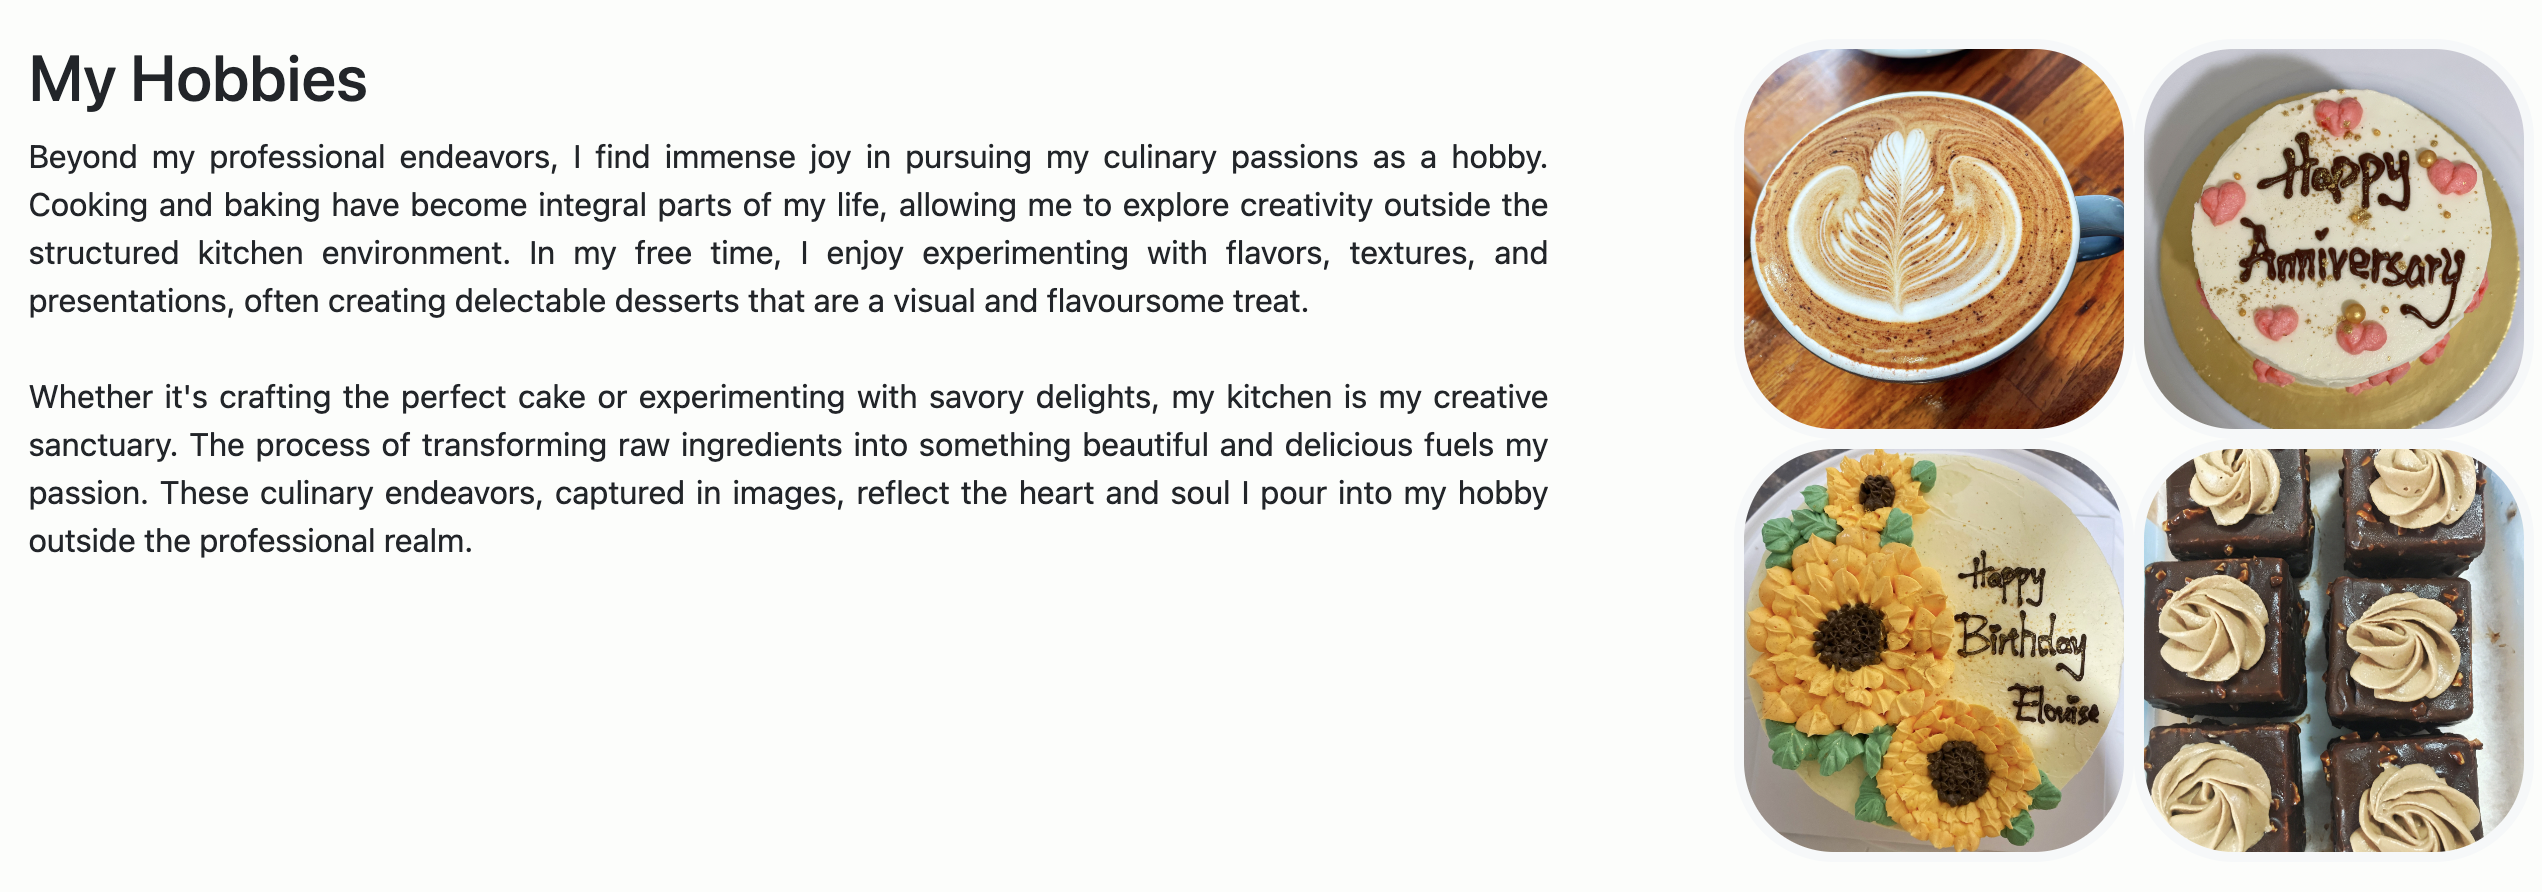 My Hobbies
Beyond my professional endeavors, I find immense joy in pursuing my culinary passions as a hobby.
Cooking and baking have become integral parts of my life, allowing me to explore creativity outside the
structured kitchen environment. In my free time, I enjoy experimenting with flavors, textures, and
presentations, often creating delectable desserts that are a visual and flavoursome treat.
Whether it's crafting the perfect cake or experimenting with savory delights, my kitchen is my creative
sanctuary. The process of transforming raw ingredients into something beautiful and delicious fuels my
passion. These culinary endeavors, captured in images, reflect the heart and soul I pour into my hobby
outside the professional realm.
Happy
Anniversary
Happy
Birthday
Elouise